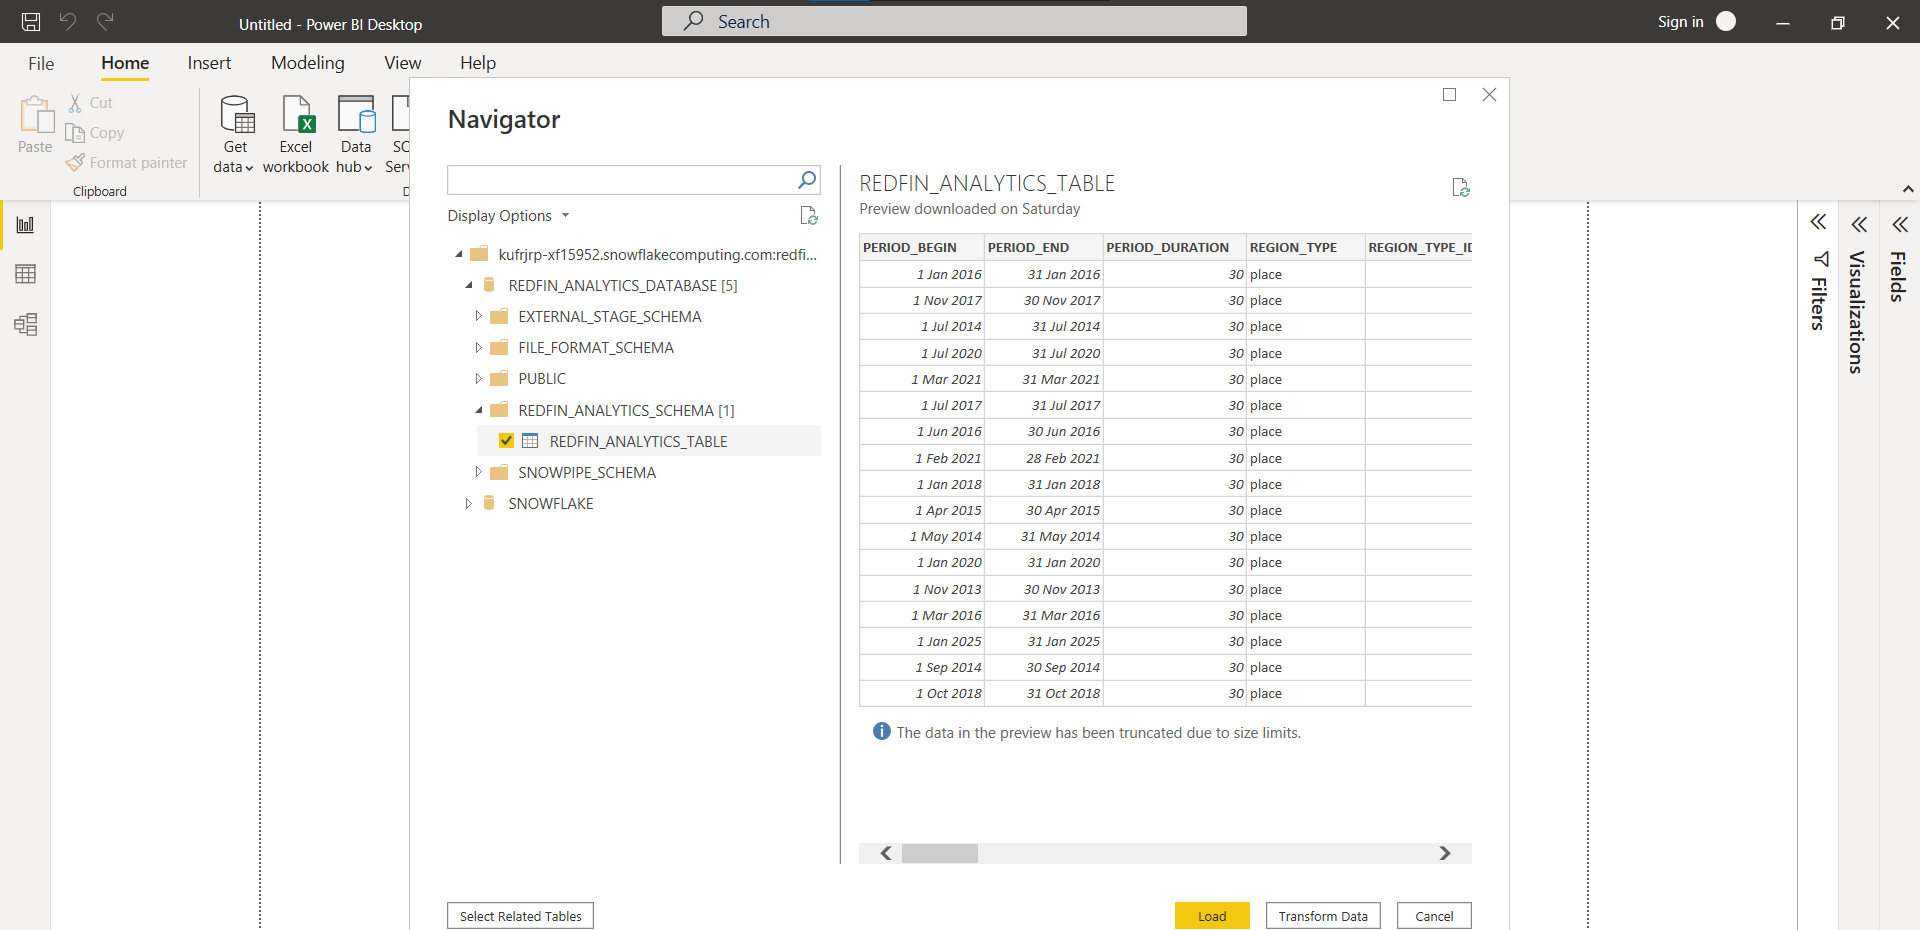 Untitled - Power BI Desktop
Search
Sign in
File
Home
Insert
Modeling
View
Help
Paste
Cut
Copy
Format painter
Clipboard
Get data
Excel workbook
Data hub
Navigator
Display Options
kufrjrp-xf15952.snowflakecomputing.com:redfi...
REDFIN_ANALYTICS_DATABASE [5]
EXTERNAL_STAGE_SCHEMA
FILE_FORMAT_SCHEMA
PUBLIC
REDFIN_ANALYTICS_SCHEMA [1]
REDFIN_ANALYTICS_TABLE
SNOWPIPE_SCHEMA
SNOWFLAKE
REDFIN_ANALYTICS_TABLE
Preview downloaded on Saturday
PERIOD_BEGIN PERIOD_END PERIOD_DURATION REGION_TYPE REGION_TYPE_ID
1 Jan 2016 31 Jan 2016 30 place
1 Nov 2017 30 Nov 2017 30 place
1 Jul 2014 31 Jul 2014 30 place
1 Jul 2020 31 Jul 2020 30 place
1 Mar 2021 31 Mar 2021 30 place
1 Jul 2017 31 Jul 2017 30 place
1 Jun 2016 30 Jun 2016 30 place
1 Feb 2021 28 Feb 2021 30 place
1 Jan 2018 31 Jan 2018 30 place
1 Apr 2015 30 Apr 2015 30 place
1 May 2014 31 May 2014 30 place
1 Jan 2020 31 Jan 2020 30 place
1 Nov 2013 30 Nov 2013 30 place
1 Mar 2016 31 Mar 2016 30 place
1 Jan 2025 31 Jan 2025 30 place
1 Sep 2014 30 Sep 2014 30 place
1 Oct 2018 31 Oct 2018 30 place
The data in the preview has been truncated due to size limits.
Select Related Tables
Load
Transform Data
Cancel
Filters
Visualizations
Fields